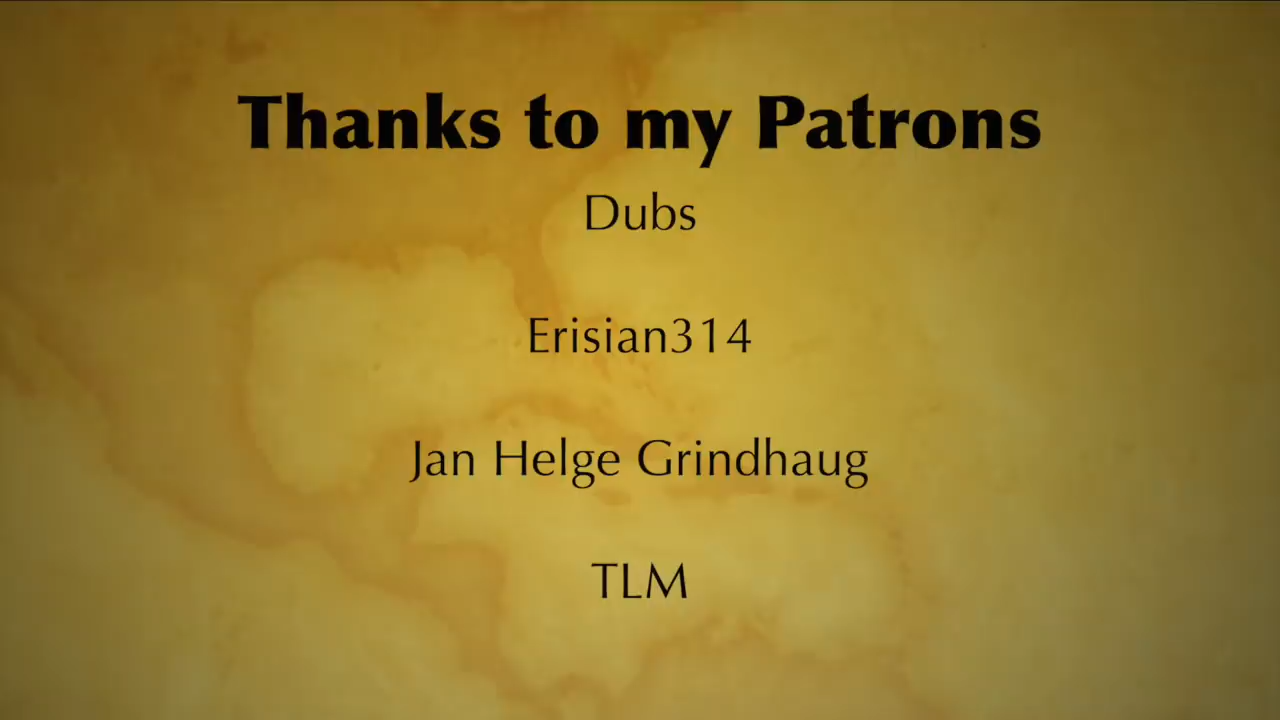 Thanks to my Patrons
Dubs
Erisian314
Jan Helge Grindhaug
TLM